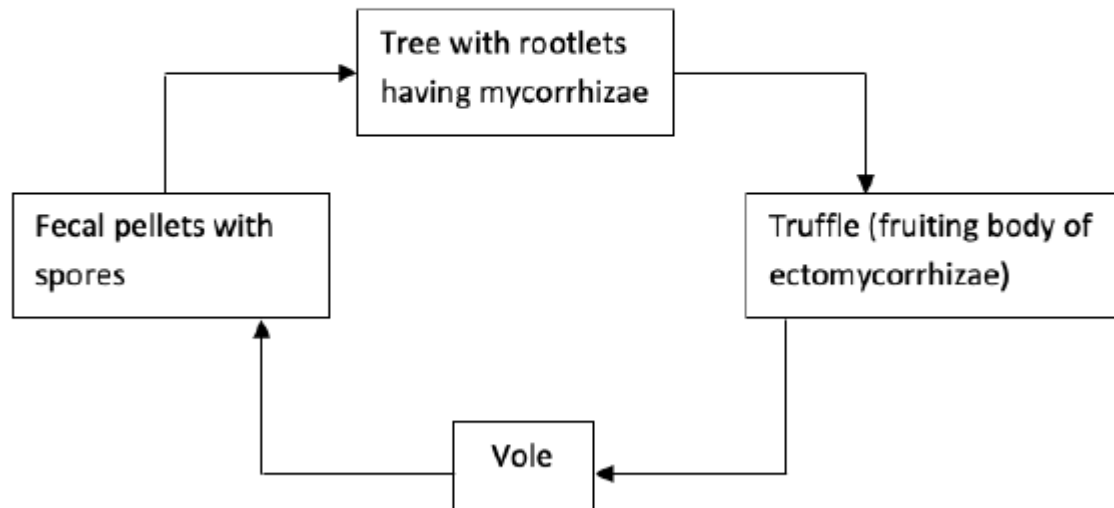 Tree with rootlets
having mycorrhizae
Fecal pellets with
spores
Truffle (fruiting body of
ectomycorrhizae)
Vole